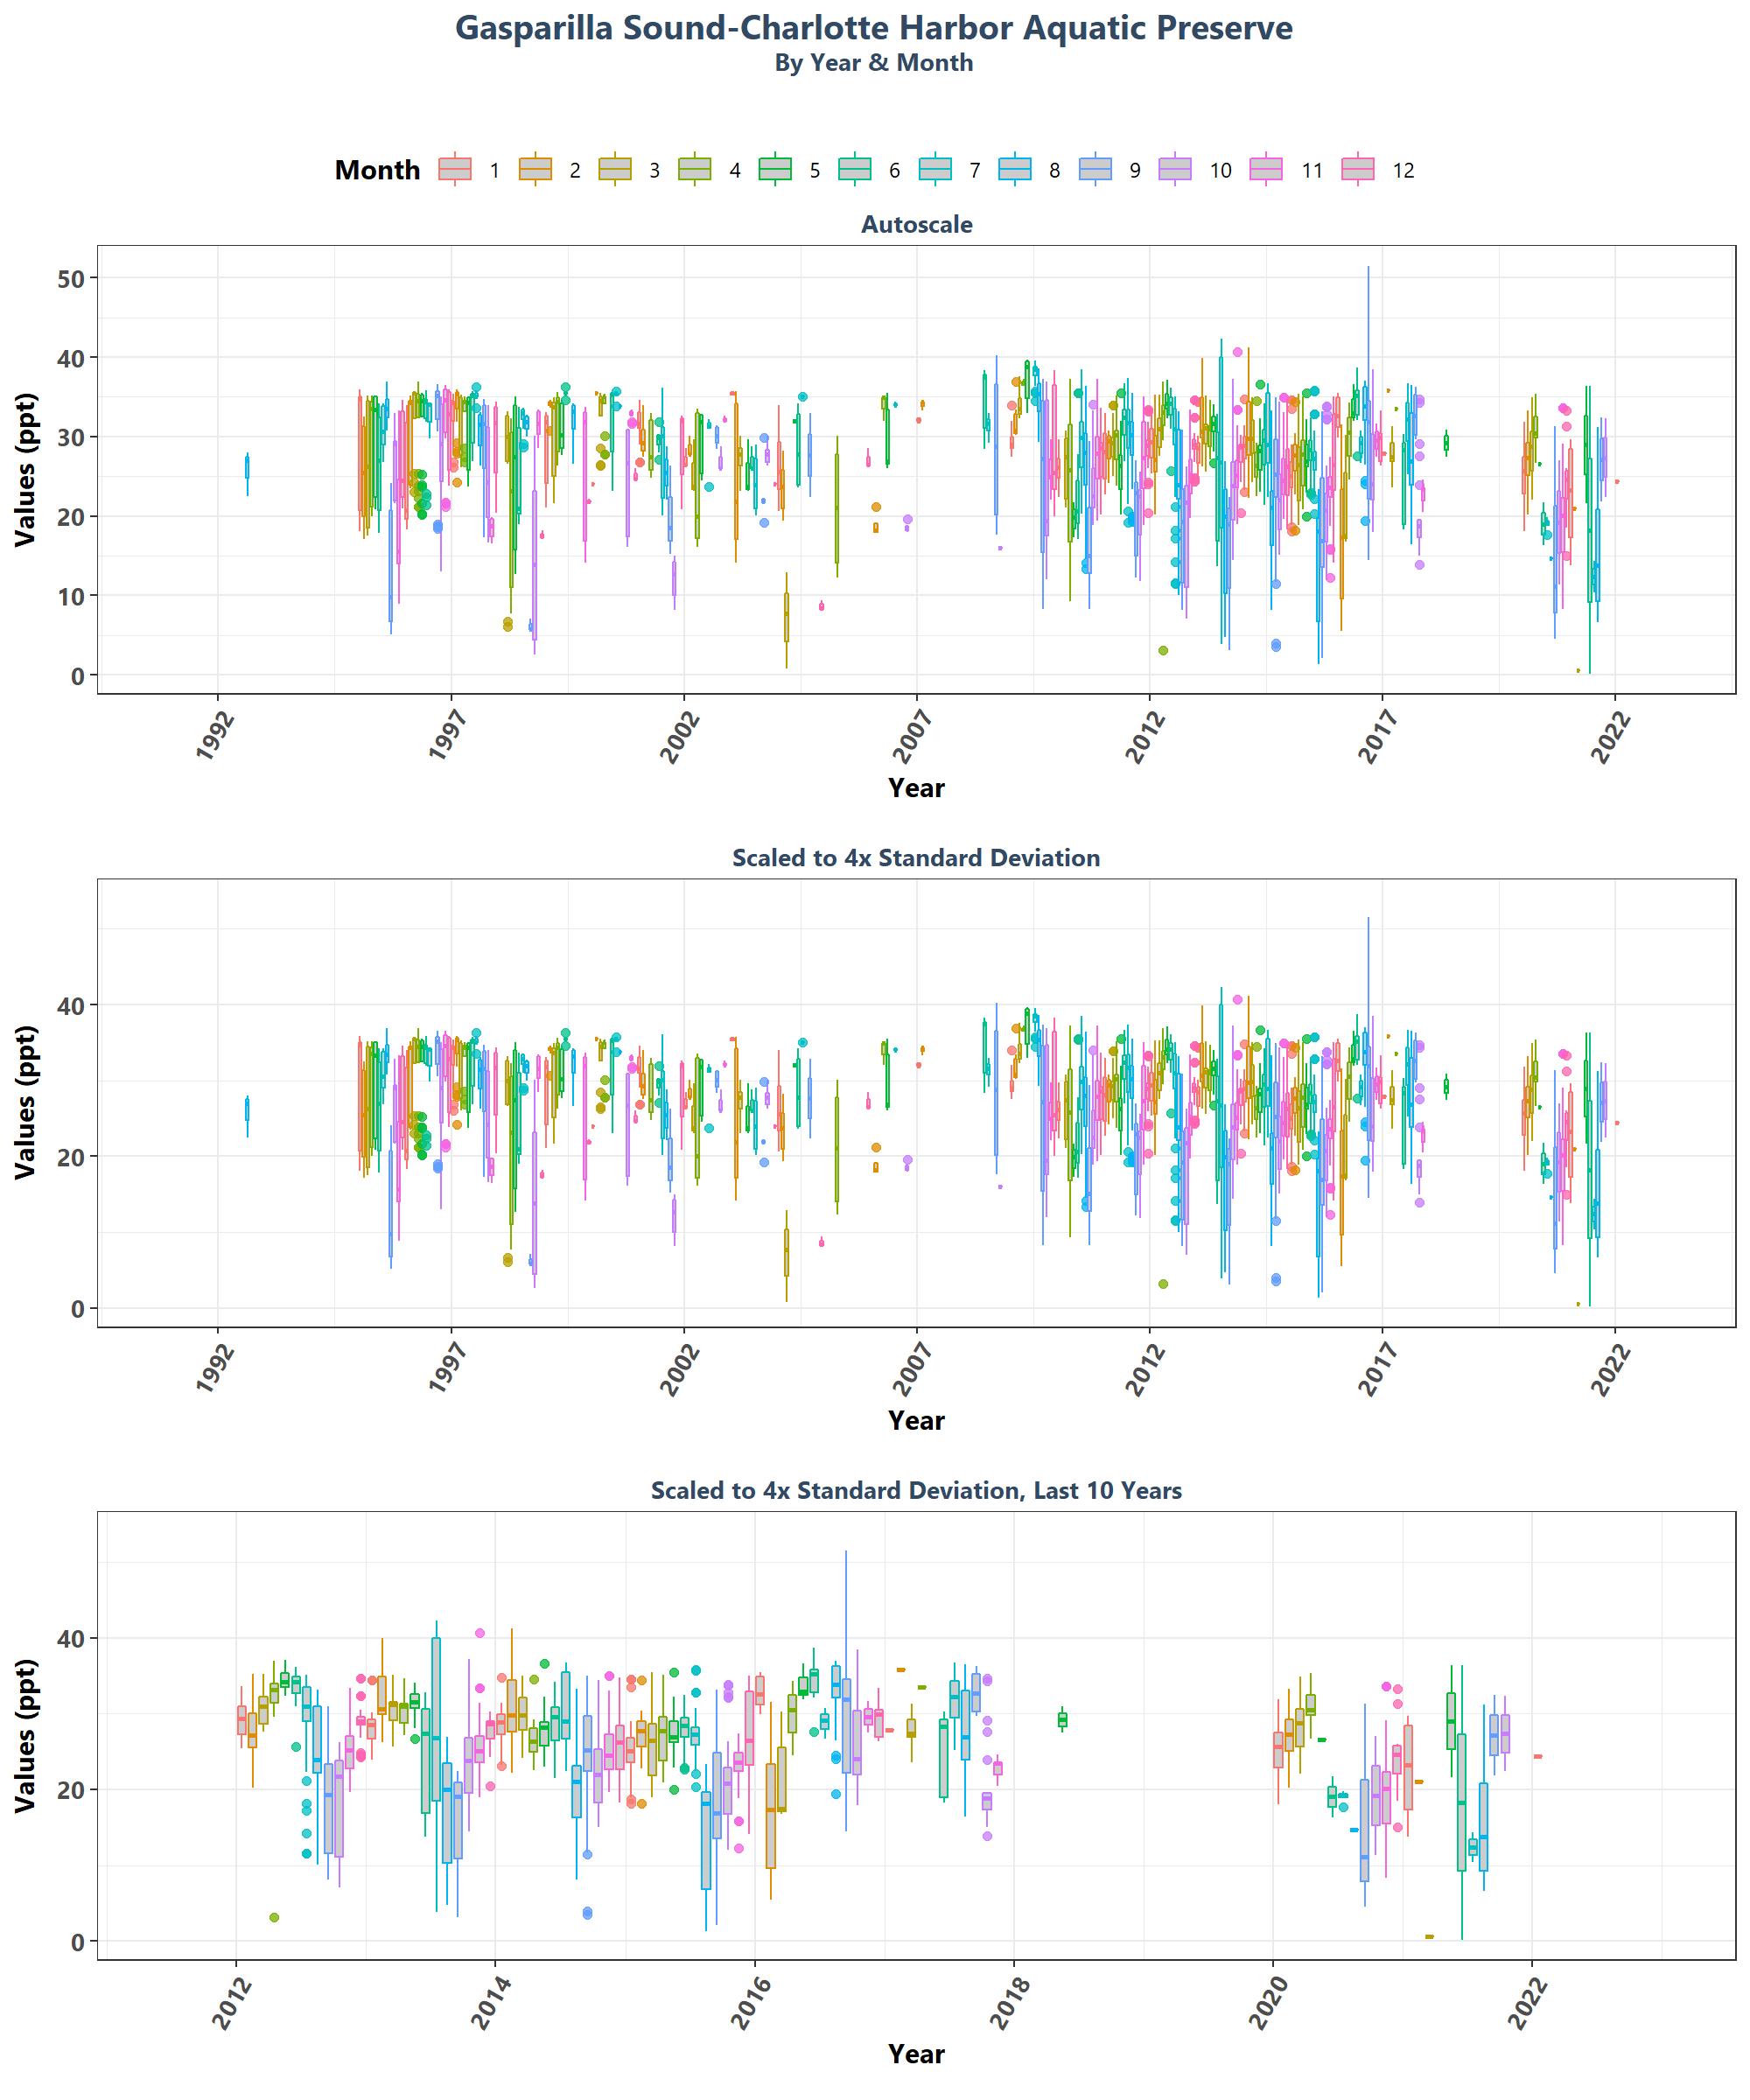 Gasparilla Sound-Charlotte Harbor Aquatic Preserve
By Year & Month
Month 1 2 3 4 5 6 7 8 9 10 11 12
Autoscale
Values (ppt)
50
40
30
20
10
0
1992 1997 2002 2007 2012 2017 2022
Year
Scaled to 4x Standard Deviation
Values (ppt)
40
20
0
1992 1997 2002 2007 2012 2017 2022
Year
Scaled to 4x Standard Deviation, Last 10 Years
Values (ppt)
40
20
0
2012 2014 2016 2018 2020 2022
Year